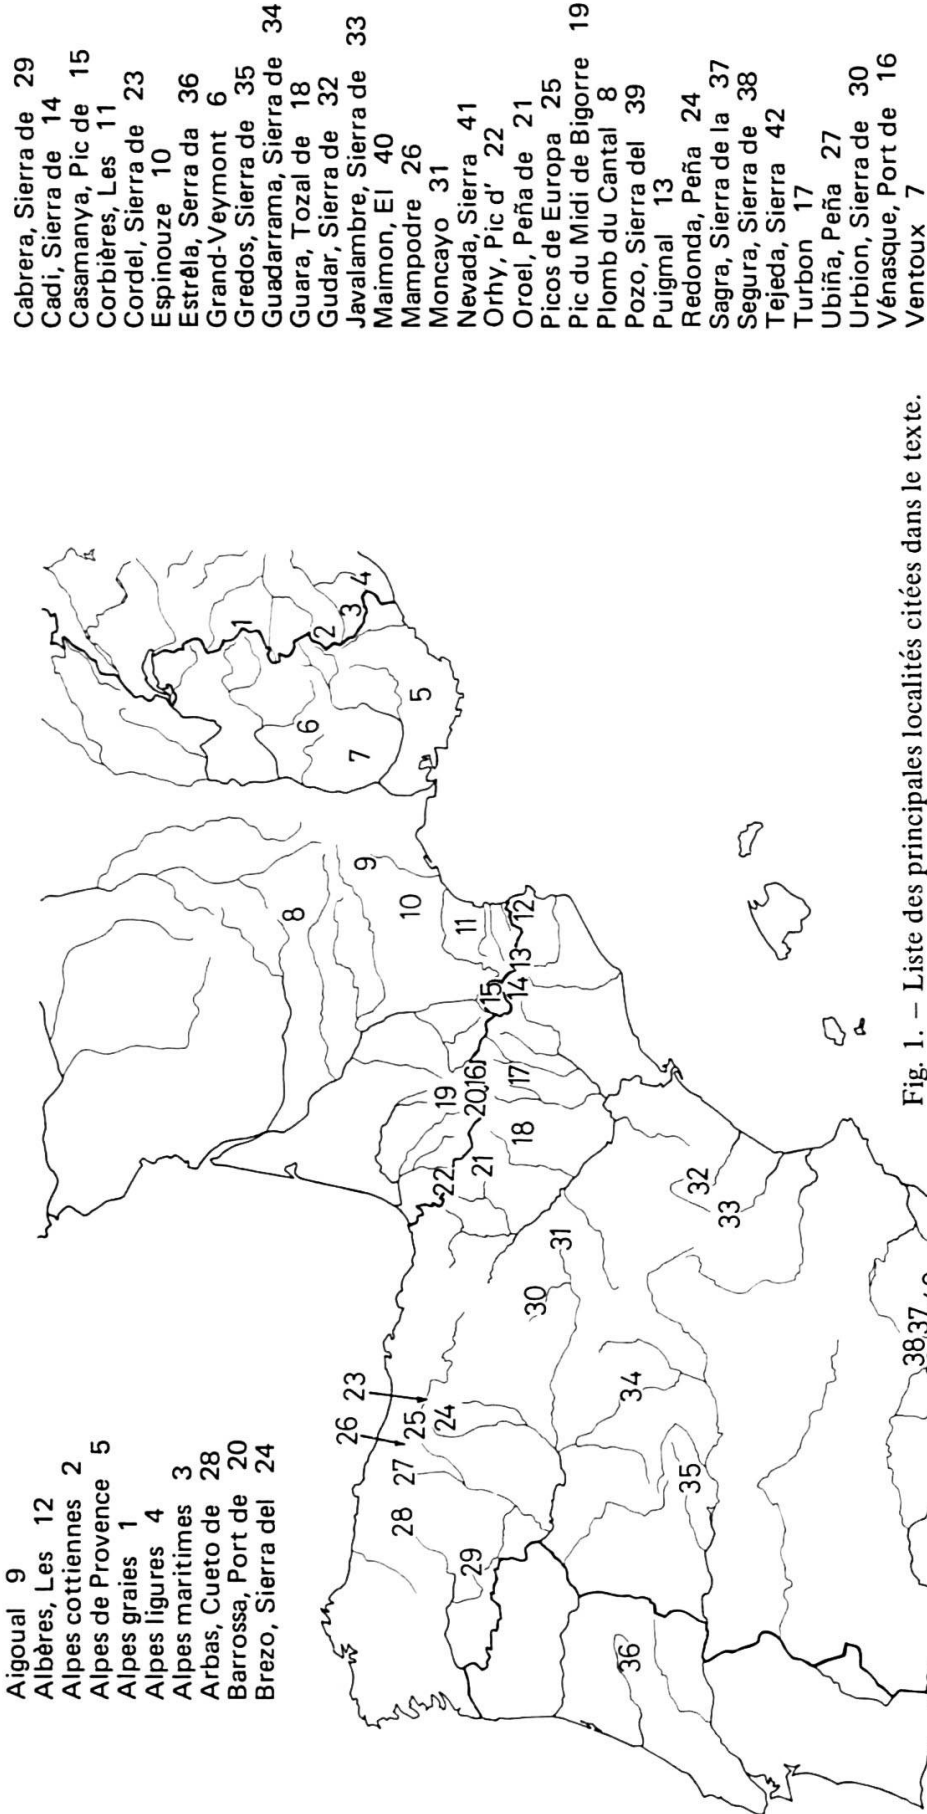 Aigoual 9
Albères, Les 12
Alpes cottiennes 2
Alpes de Provence 5
Alpes graies 1
Alpes ligures 4
Alpes maritimes 3
Arbas, Cueto de 28
Barrossa, Port de 20
Brezo, Sierra del 24
Cabrera, Sierra de 29
Cadi, Sierra de 14
Casamanya, Pic de 15
Corbières, Les 11
Cordel, Sierra de 23
Espinouze 10
Estrêla, Serra da 36
Grand-Veymont 6
Gredos, Sierra de 35
Guadarrama, Sierra de 34
Guara, Tozal de 18
Gudar, Sierra de 32
Javalambre, Sierra de 33
Maimon, El 40
Mampodre 26
Moncayo 31
Nevada, Sierra 41
Orhy, Pic d' 22
Oroel, Peña de 21
Picos de Europa 25
Pic du Midi de Bigorre 19
Plomb du Cantal 8
Pozo, Sierra del 39
Puigmal 13
Redonda, Peña 24
Sagra, Sierra de la 37
Segura, Sierra de 38
Tejeda, Sierra 42
Turbon 17
Ubiña, Peña 27
Urbion, Sierra de 30
Vénasque, Port de 16
Ventoux 7
1
2
3
4
5
6
7
8
9
10
11
12
13
14
15
16
17
18
19
20
21
22
23
24
25
26
27
28
29
30
31
32
33
34
35
36
38 37
Fig. 1. – Liste des principales localités citées dans le texte.